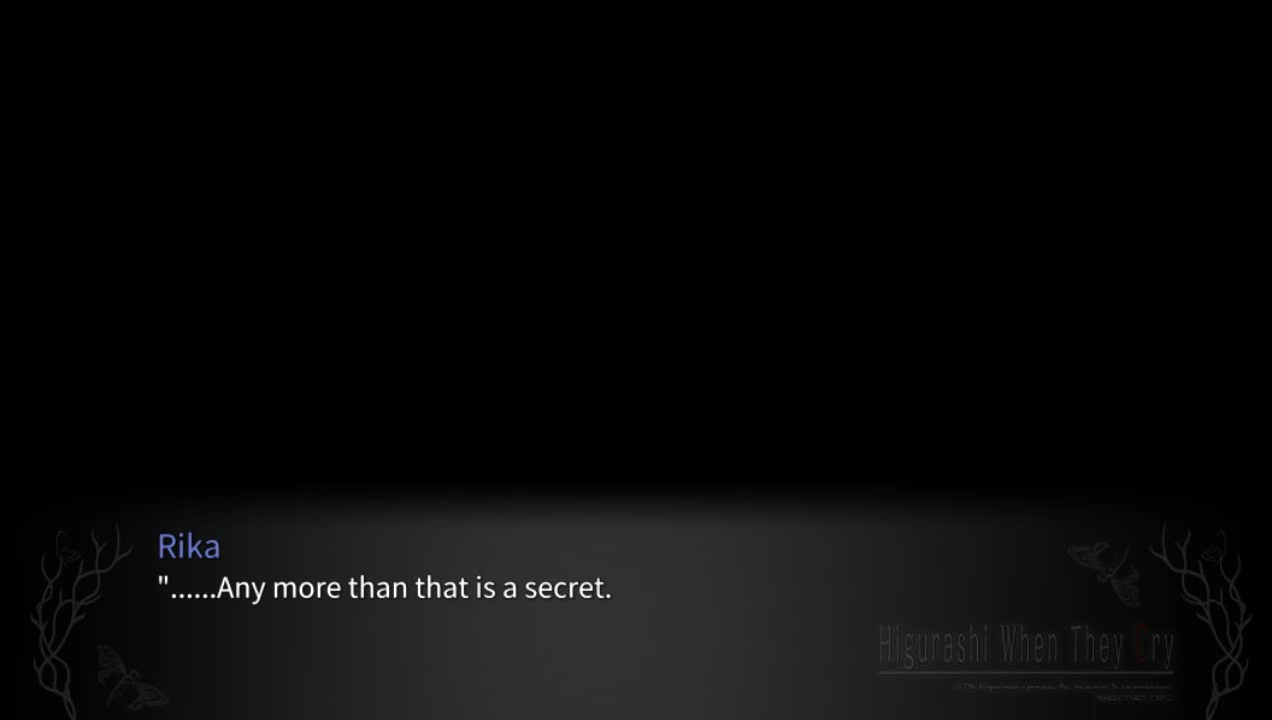 Rika
"......Any more than that is a secret.
Higurashi When They Cry